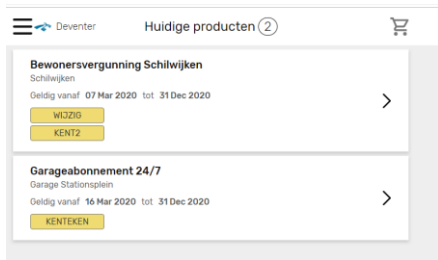 Deventer Huidige producten 2
Bewonersvergunning Schilwijken
Schilwijken
Geldig vanaf 07 Mar 2020 tot 31 Dec 2020
WIJZIG
KENT2
Garageabonnement 24/7
Garage Stationsplein
Geldig vanaf 16 Mar 2020 tot 31 Dec 2020
KENTEKEN